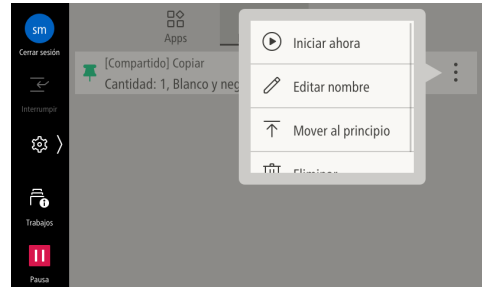 sm
Cerrar sesión
Interrumpir
Trabajos
Pausa
Apps
[Compartido] Copiar
Cantidad: 1, Blanco y neg
Iniciar ahora
Editar nombre
Mover al principio
Eliminar